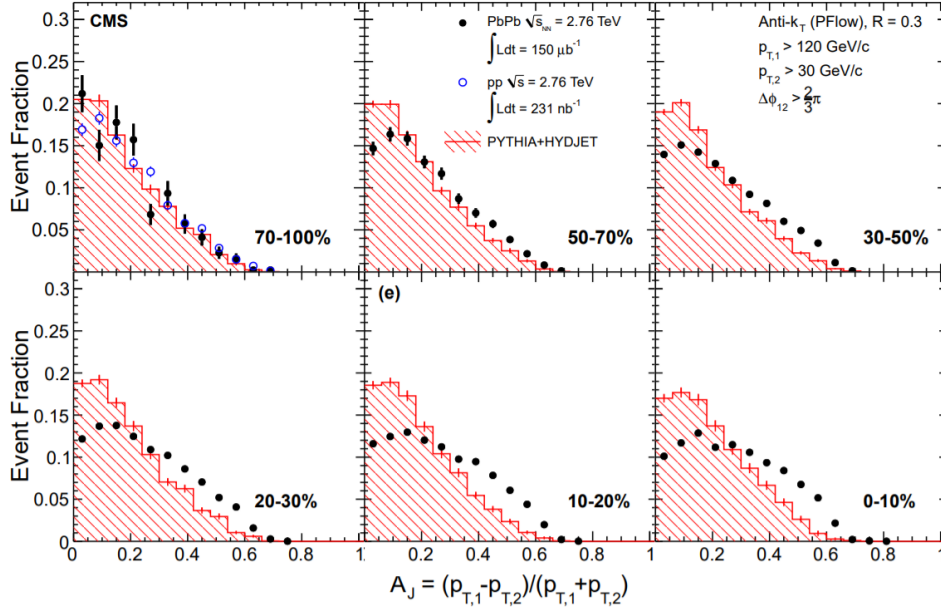 CMS
PbPb √s_NN = 2.76 TeV
∫Ldt = 150 μb⁻¹
pp √s = 2.76 TeV
∫Ldt = 231 nb⁻¹
PYTHIA+HYDJET
Anti-k_T (PFlow), R = 0.3
p_T,1 > 120 GeV/c
p_T,2 > 30 GeV/c
Δϕ_12 > 2/3 π
Event Fraction
0.3
0.2
0.15
0.1
0.05
0
70-100%
50-70%
30-50%
(e)
Event Fraction
0.3
0.25
0.2
0.15
0.1
0.05
0
20-30%
10-20%
0-10%
0.2 0.4 0.6 0.8 1 0.2 0.4 0.6 0.8 1 0.2 0.4 0.6 0.8 1
A_J = (p_T,1-p_T,2)/(p_T,1+p_T,2)